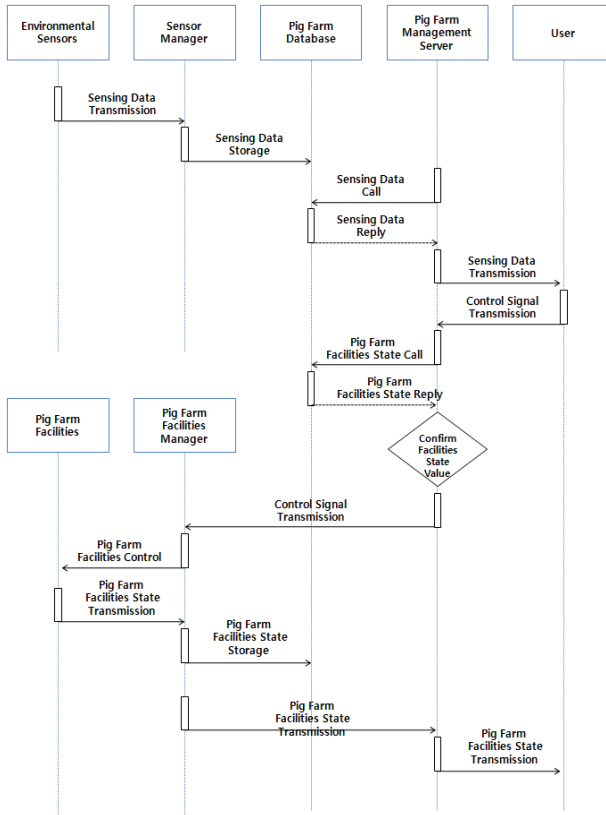 Environmental
Sensors
Sensor
Manager
Pig Farm
Database
Pig Farm
Management
Server
User
Sensing Data
Transmission
Sensing Data
Storage
Sensing Data
Call
Sensing Data
Reply
Sensing Data
Transmission
Control Signal
Transmission
Pig Farm
Facilities State Call
Pig Farm
Facilities State Reply
Pig Farm
Facilities
Pig Farm
Facilities
Manager
Confirm
Facilities
State
Value
Control Signal
Transmission
Pig Farm
Facilities Control
Pig Farm
Facilities State
Transmission
Pig Farm
Facilities State
Storage
Pig Farm
Facilities State
Transmission
Pig Farm
Facilities State
Transmission